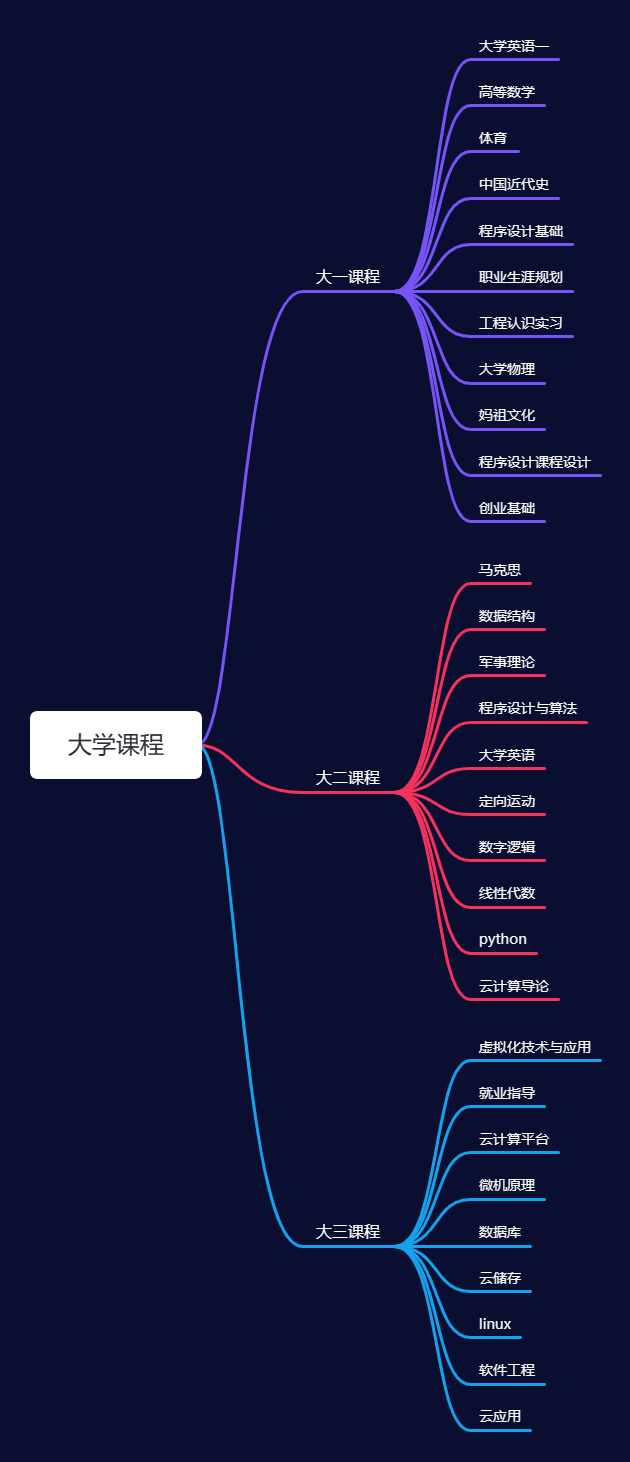 大学课程
大一课程
大学英语一
高等数学
体育
中国近代史
程序设计基础
职业生涯规划
工程认识实习
大学物理
妈祖文化
程序设计课程设计
创业基础
大二课程
马克思
数据结构
军事理论
程序设计与算法
大学英语
定向运动
数字逻辑
线性代数
python
云计算导论
大三课程
虚拟化技术与应用
就业指导
云计算平台
微机原理
数据库
云储存
linux
软件工程
云应用